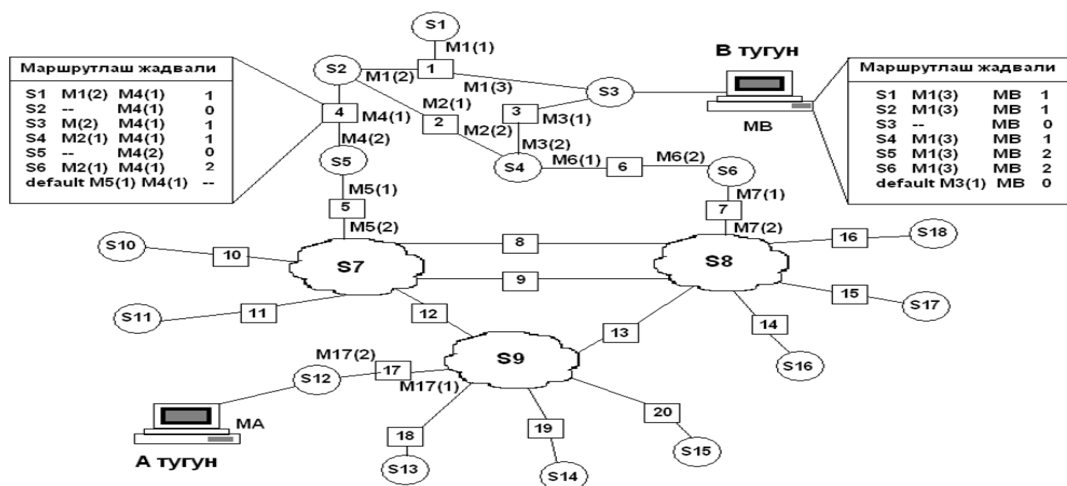 S1
M1(1)
S2
M1(2)
1
M1(3)
S3
В тугун
MB
Маршрутлаш жадвали
S1 M1(2) M4(1) 1
S2 -- M4(1) 0
S3 M(2) M4(1) 1
S4 M2(1) M4(1) 1
S5 -- M4(2) 0
S6 M2(1) M4(1) 2
default M5(1) M4(1) --
Маршрутлаш жадвали
S1 M1(3) MB 1
S2 M1(3) MB 1
S3 -- MB 0
S4 M1(3) MB 1
S5 M1(3) MB 2
S6 M1(3) MB 2
default M3(1) MB 0
4
M4(1)
M4(2)
M2(1)
2
M2(2)
3
M3(1)
M3(2)
S4
M6(1)
6
M6(2)
S6
S5
M5(1)
5
M5(2)
M7(1)
7
M7(2)
S10
10
S7
8
9
S8
16
S18
15
S17
S11
11
12
13
14
S16
S9
M17(2)
S12
17
M17(1)
MA
А тугун
18
S13
19
S14
20
S15